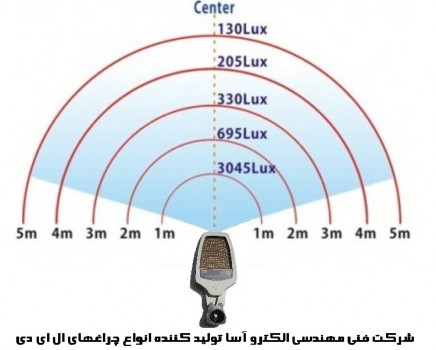 Center
130Lux
205Lux
330Lux
695Lux
3045Lux
5m 4m 3m 2m 1m 1m 2m 3m 4m 5m
شرکت فنی مهندسی الکترو آسا تولید کننده انواع چراغهای ال ای دی